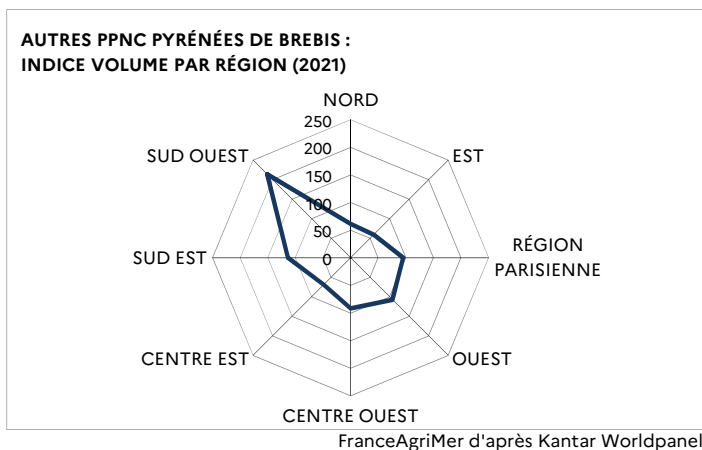 AUTRES PPNC PYRÉNÉES DE BREBIS :
INDICE VOLUME PAR RÉGION (2021)
NORD
250
200
150
100
50
0
EST
RÉGION
PARISIENNE
OUEST
CENTRE OUEST
CENTRE EST
SUD EST
SUD OUEST
FranceAgriMer d'après Kantar Worldpanel